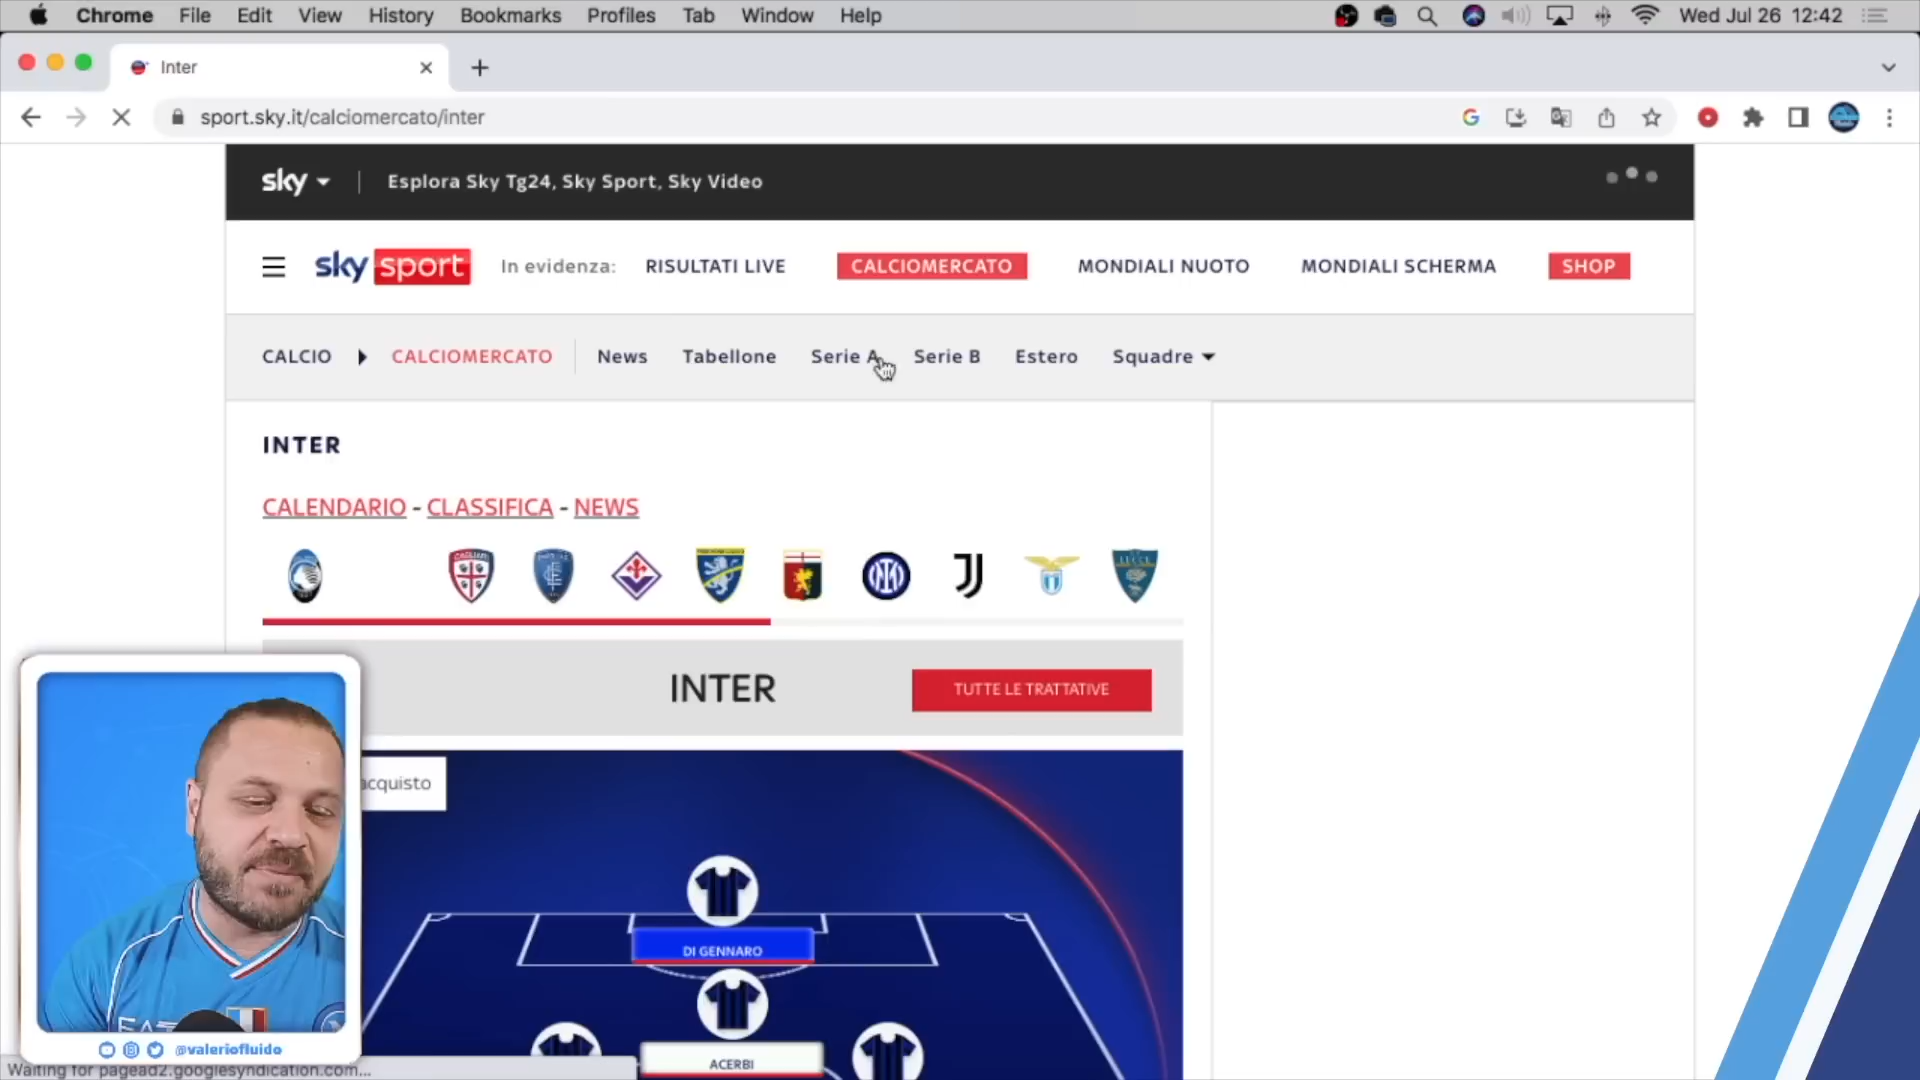 Chrome File Edit View History Bookmarks Profiles Tab Window Help Wed Jul 26 12:42
Inter
sport.sky.it/calciomercato/inter
sky Esplora Sky Tg24, Sky Sport, Sky Video
sky sport In evidenza: RISULTATI LIVE CALCIOMERCATO MONDIALI NUOTO MONDIALI SCHERMA SHOP
CALCIO CALCIOMERCATO News Tabellone Serie A Serie B Estero Squadre
INTER
CALENDARIO - CLASSIFICA - NEWS
INTER TUTTE LE TRATTATIVE
acquisto
DI GENNARO
ACERBI
@valeriofluido
Waiting for pagead2.googlesyndication.com...